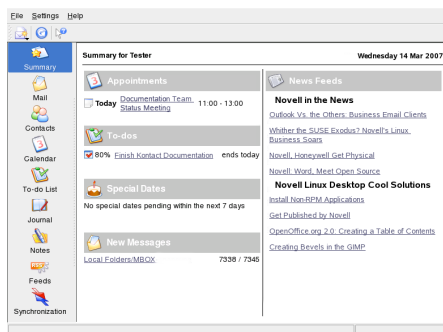 File Settings Help
Summary
Mail
Contacts
Calendar
To-do List
Journal
Notes
Feeds
Synchronization
Summary for Tester
Wednesday 14 Mar 2007
Appointments
Today Documentation Team Status Meeting 11:00 - 13:00
To-dos
80% Finish Kontact Documentation ends today
Special Dates
No special dates pending within the next 7 days
New Messages
Local Folders/MBOX 7338 / 7345
News Feeds
Novell in the News
Outlook Vs. the Others: Business Email Clients
Whither the SUSE Exodus? Novell's Linux
Business Soars
Novell, Honeywell Get Physical
Novell: Word, Meet Open Source
Novell Linux Desktop Cool Solutions
Install Non-RPM Applications
Get Published by Novell
OpenOffice.org 2.0: Creating a Table of Contents
Creating Bevels in the GIMP